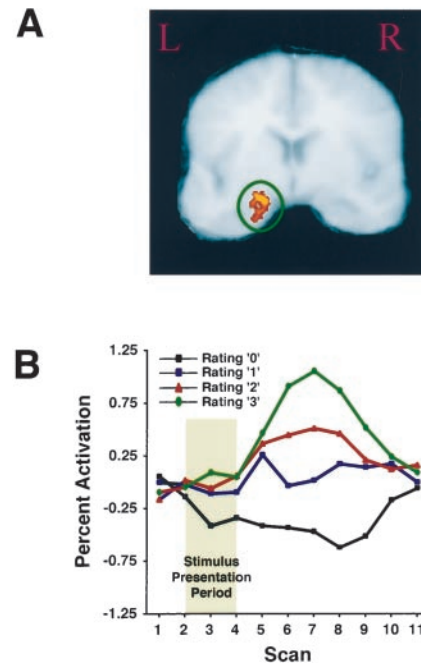 A
L R
B
1.25
0.75
0.25
-0.25
-0.75
-1.25
Percent Activation
Rating '0'
Rating '1'
Rating '2'
Rating '3'
Stimulus
Presentation
Period
1 2 3 4 5 6 7 8 9 10 11
Scan